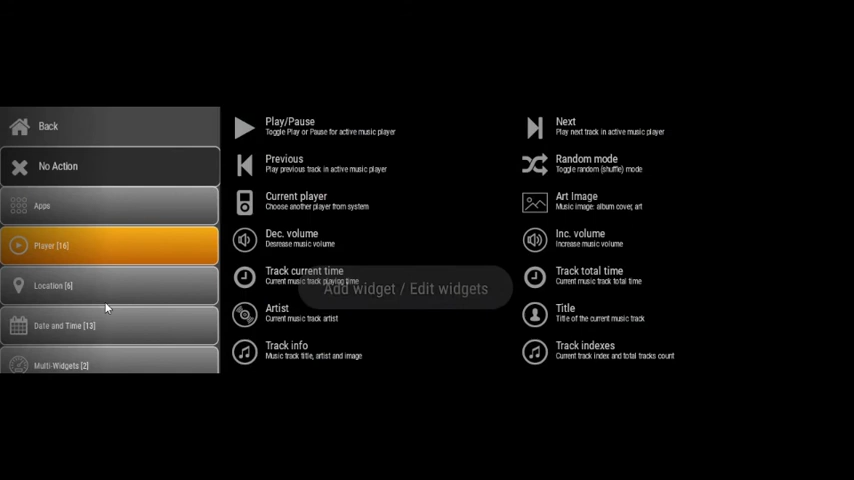 Back
No Action
Apps
Player [16]
Location [6]
Date and Time [13]
Multi-Widgets [2]
Play/Pause
Toggle Play or Pause for active music player
Next
Play next track in active music player
Previous
Play previous track in active music player
Random mode
Toggle random (shuffle) mode
Current player
Choose another player from system
Art Image
Music image: album cover, art
Dec. volume
Desrease music volume
Inc. volume
Increase music volume
Track current time
Current music track playing time
Track total time
Current music track total time
Add widget / Edit widgets
Artist
Current music track artist
Title
Title of the current music track
Track info
Music track title, artist and image
Track indexes
Current track index and total tracks count